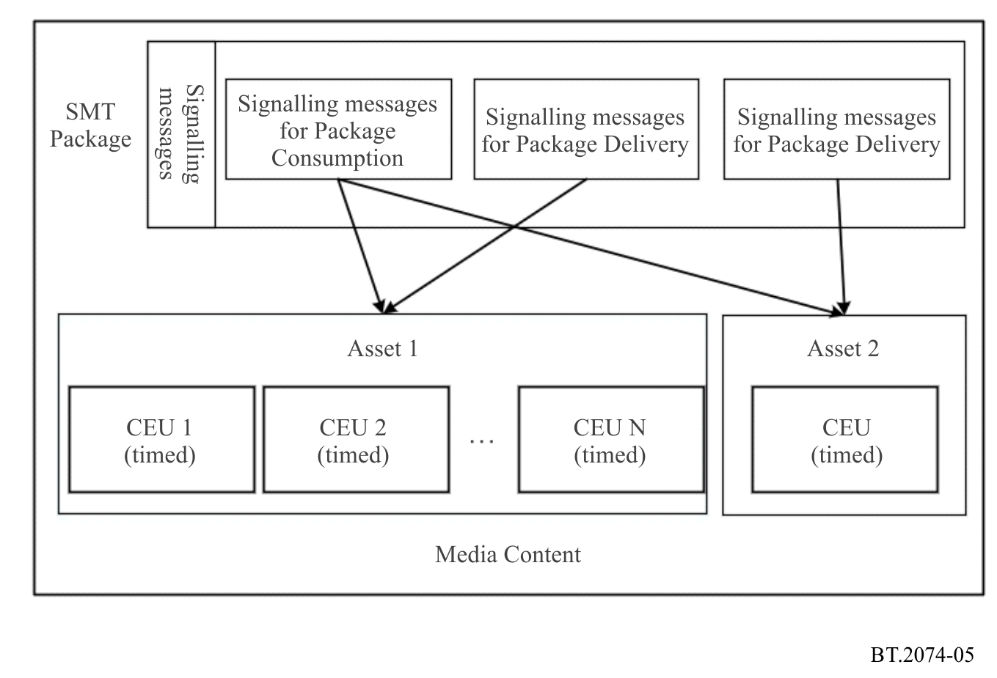 SMT
Package
Signalling
messages
Signalling messages
for Package
Consumption
Signalling messages
for Package Delivery
Signalling messages
for Package Delivery
Asset 1
CEU 1
(timed)
CEU 2
(timed)
...
CEU N
(timed)
Asset 2
CEU
(timed)
Media Content
BT.2074-05